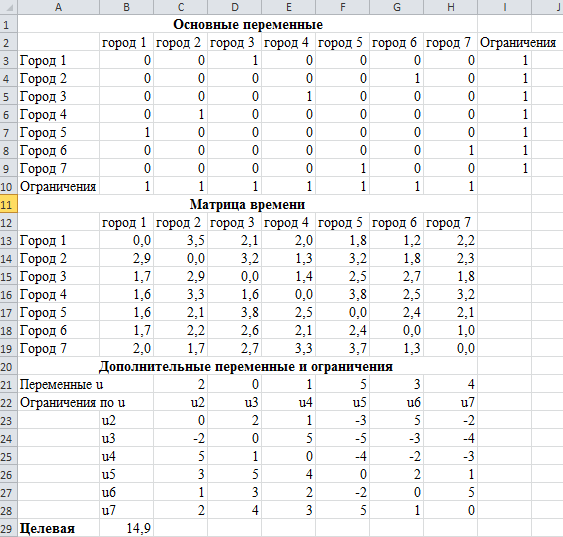 A B C D E F G H I J
1 Основные переменные
2 город 1 город 2 город 3 город 4 город 5 город 6 город 7 Ограничения
3 Город 1 0 0 1 0 0 0 0 1
4 Город 2 0 0 0 0 0 1 0 1
5 Город 3 0 0 0 1 0 0 0 1
6 Город 4 0 1 0 0 0 0 0 1
7 Город 5 1 0 0 0 0 0 0 1
8 Город 6 0 0 0 0 0 0 1 1
9 Город 7 0 0 0 0 1 0 0 1
10 Ограничения 1 1 1 1 1 1 1
11 Матрица времени
12 город 1 город 2 город 3 город 4 город 5 город 6 город 7
13 Город 1 0,0 3,5 2,1 2,0 1,8 1,2 2,2
14 Город 2 2,9 0,0 3,2 1,3 3,2 1,8 2,3
15 Город 3 1,7 2,9 0,0 1,4 2,5 2,7 1,8
16 Город 4 1,6 3,3 1,6 0,0 3,8 2,5 3,2
17 Город 5 1,6 2,1 3,8 2,5 0,0 2,4 2,1
18 Город 6 1,7 2,2 2,6 2,1 2,4 0,0 1,0
19 Город 7 2,0 1,7 2,7 3,3 3,7 1,3 0,0
20 Дополнительные переменные и ограничения
21 Переменные u 2 0 1 5 3 4
22 Ограничения по u u2 u3 u4 u5 u6 u7
23 u2 0 2 1 -3 5 -2
24 u3 -2 0 5 -5 -3 -4
25 u4 5 1 0 -4 -2 -3
26 u5 3 5 4 0 2 1
27 u6 1 3 2 -2 0 5
28 u7 2 4 3 5 1 0
29 Целевая 14,9